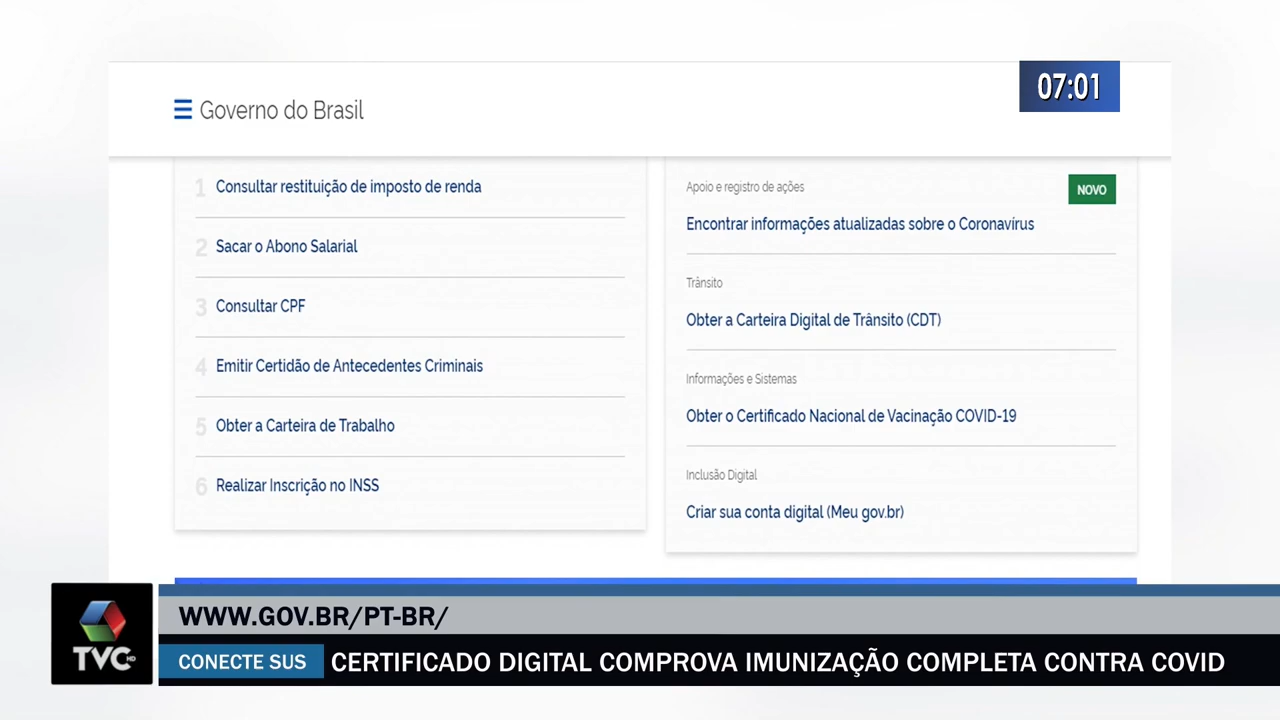 07:01
Governo do Brasil
1 Consultar restituição de imposto de renda
2 Sacar o Abono Salarial
3 Consultar CPF
4 Emitir Certidão de Antecedentes Criminais
5 Obter a Carteira de Trabalho
6 Realizar Inscrição no INSS
Apoio e registro de ações
NOVO
Encontrar informações atualizadas sobre o Coronavírus
Trânsito
Obter a Carteira Digital de Trânsito (CDT)
Informações e Sistemas
Obter o Certificado Nacional de Vacinação COVID-19
Inclusão Digital
Criar sua conta digital (Meu gov.br)
WWW.GOV.BR/PT-BR/
TVC HD
CONECTE SUS
CERTIFICADO DIGITAL COMPROVA IMUNIZAÇÃO COMPLETA CONTRA COVID